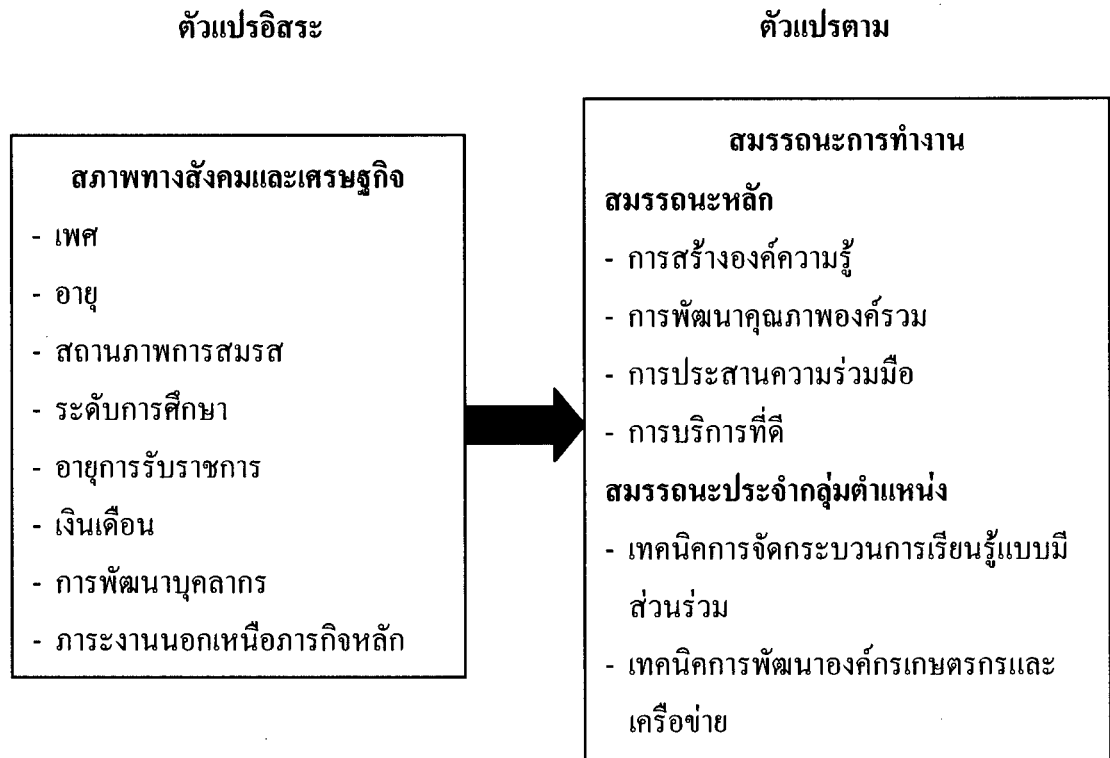 ตัวแปรอิสระ
ตัวแปรตาม
สภาพทางสังคมและเศรษฐกิจ
- เพศ
- อายุ
- สถานภาพการสมรส
- ระดับการศึกษา
- อายุการรับราชการ
- เงินเดือน
- การพัฒนาบุคลากร
- ภาระงานนอกเหนือภารกิจหลัก
สมรรถนะการทำงาน
สมรรถนะหลัก
- การสร้างองค์ความรู้
- การพัฒนาคุณภาพองค์รวม
- การประสานความร่วมมือ
- การบริการที่ดี
สมรรถนะประจำกลุ่มตำแหน่ง
- เทคนิคการจัดกระบวนการเรียนรู้แบบมี
ส่วนร่วม
- เทคนิคการพัฒนาองค์กรเกษตรกรและ
เครือข่าย